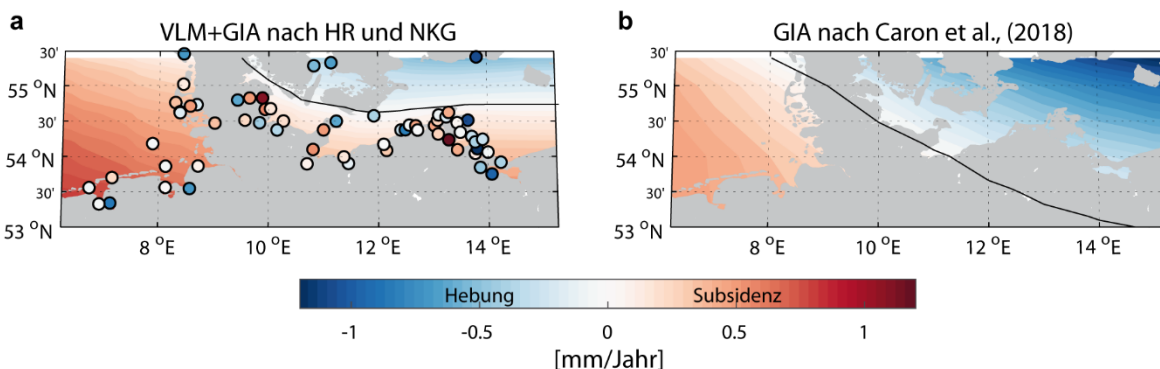 a
VLM+GIA nach HR und NKG
30'
55 °N
30'
54 °N
30'
53 °N
8 °E
10 °E
12 °E
14 °E
b
GIA nach Caron et al., (2018)
30'
55 °N
30'
54 °N
30'
53 °N
8 °E
10 °E
12 °E
14 °E
Hebung
Subsidenz
-1
-0.5
0
0.5
1
[mm/Jahr]